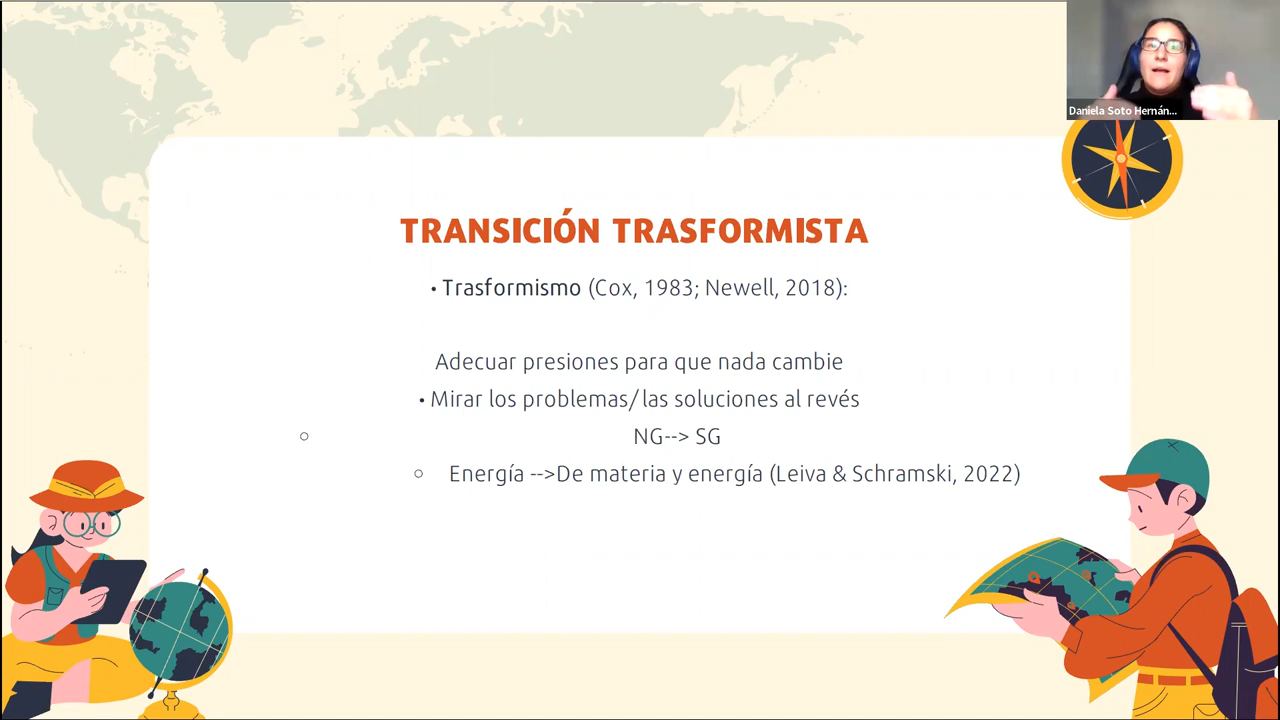 Daniela Soto Hernán...
TRANSICIÓN TRASFORMISTA
• Trasformismo (Cox, 1983; Newell, 2018):
Adecuar presiones para que nada cambie
• Mirar los problemas/las soluciones al revés
○ NG--> SG
○ Energía -->De materia y energía (Leiva & Schramski, 2022)